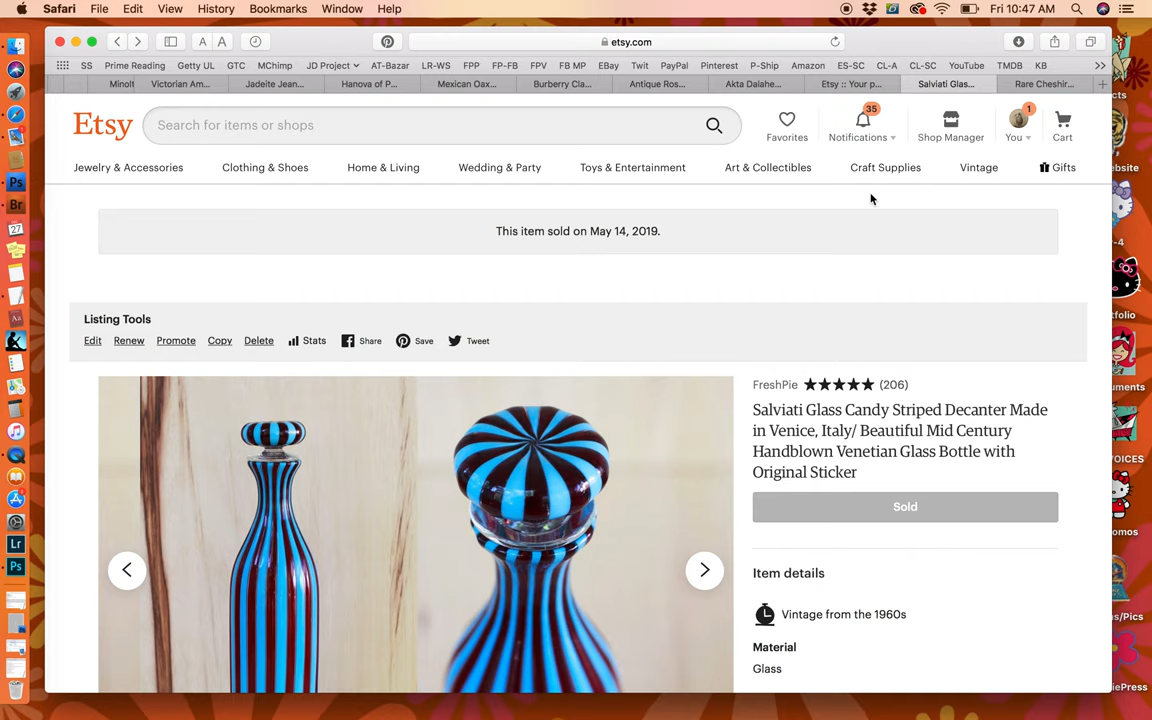 Safari File Edit View History Bookmarks Window Help Fri 10:47 AM
A A etsy.com
SS Prime Reading Getty UL GTC MChimp JD Project AT-Bazar LR-WS FPP FP-FB FPV FB MP EBay Twit PayPal Pinterest P-Ship Amazon ES-SC CL-A CL-SC YouTube TMDB KB
Minolt Victorian Am... Jadeite Jean... Hanova of P... Mexican Oax... Burberry Cla... Antique Ros... Akta Dalahe... Etsy :: Your p... Salviati Glas... Rare Cheshir...
Etsy Search for items or shops
35 1
Favorites Notifications Shop Manager You Cart
Jewelry & Accessories Clothing & Shoes Home & Living Wedding & Party Toys & Entertainment Art & Collectibles Craft Supplies Vintage Gifts
This item sold on May 14, 2019.
Listing Tools
Edit Renew Promote Copy Delete Stats Share Save Tweet
FreshPie (206)
Salviati Glass Candy Striped Decanter Made
in Venice, Italy/ Beautiful Mid Century
Handblown Venetian Glass Bottle with
Original Sticker
Sold
Item details
Vintage from the 1960s
Material
Glass
Ps
Br
27
Aa
Lr
Ps